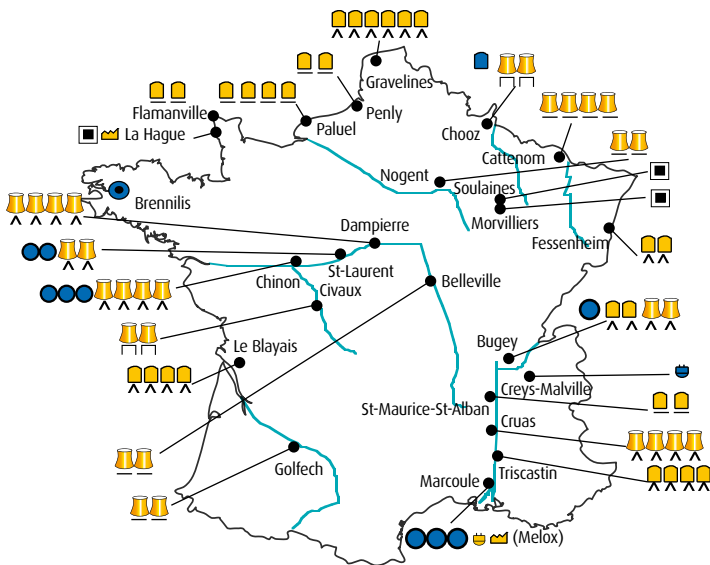 Gravelines
Penly
Flamanville
Paluel
La Hague
Chooz
Cattenom
Nogent
Soulaines
Brennilis
Morvilliers
Dampierre
Fessenheim
St-Laurent
Chinon
Belleville
Civaux
Bugey
Le Blayais
Creys-Malville
St-Maurice-St-Alban
Cruas
Golfech
Triscastin
Marcoule
(Melox)